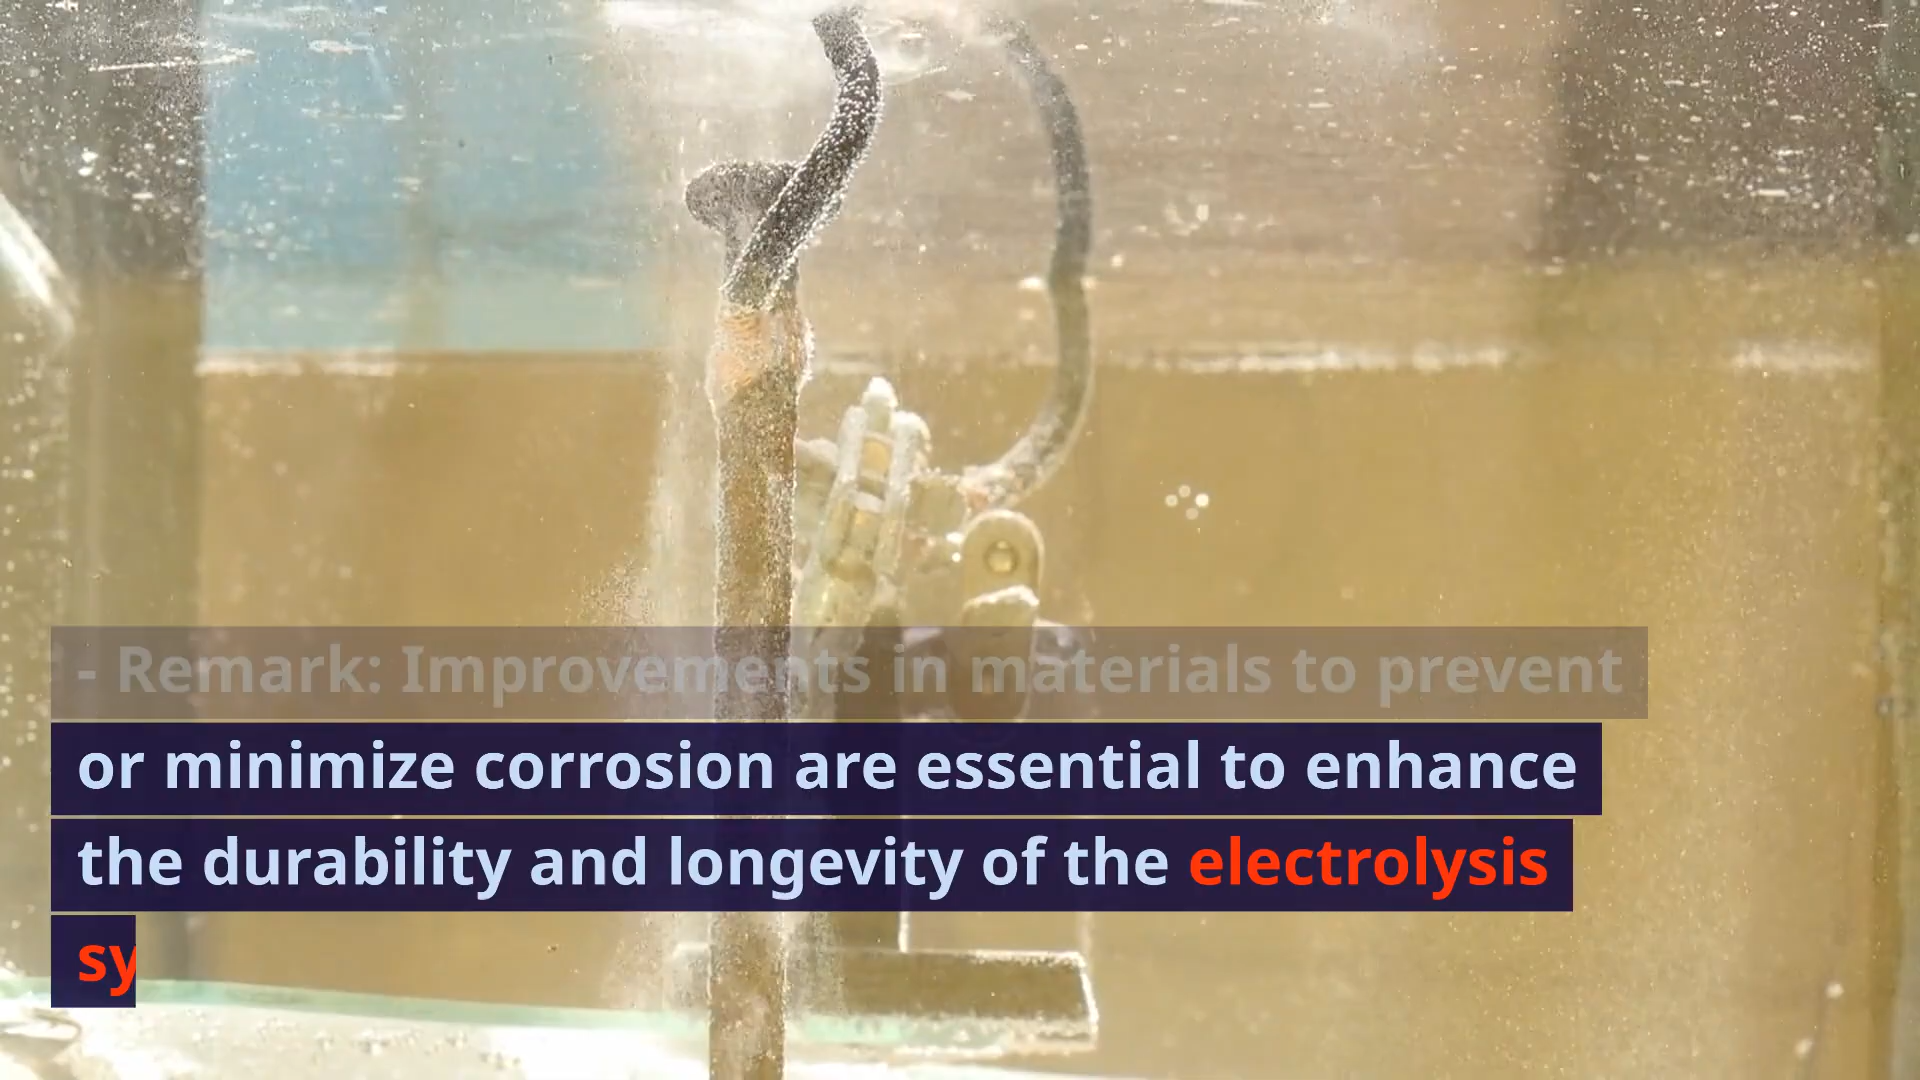 - Remark: Improvements in materials to prevent
or minimize corrosion are essential to enhance
the durability and longevity of the electrolysis
sy